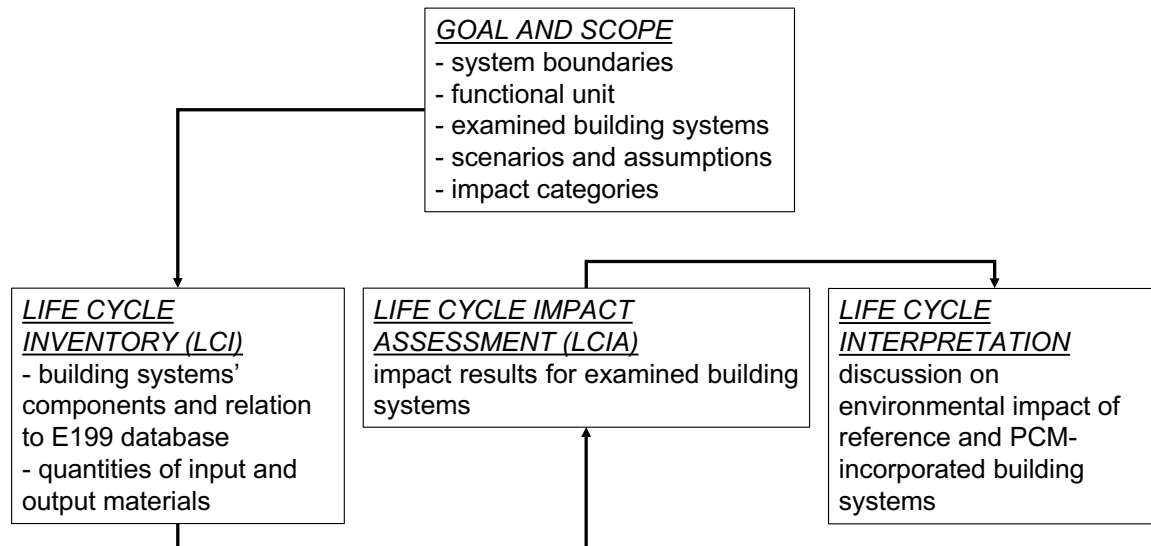 GOAL AND SCOPE
- system boundaries
- functional unit
- examined building systems
- scenarios and assumptions
- impact categories
LIFE CYCLE
INVENTORY (LCI)
- building systems’
components and relation
to E199 database
- quantities of input and
output materials
LIFE CYCLE IMPACT
ASSESSMENT (LCIA)
impact results for examined building
systems
LIFE CYCLE
INTERPRETATION
discussion on
environmental impact of
reference and PCM-
incorporated building
systems